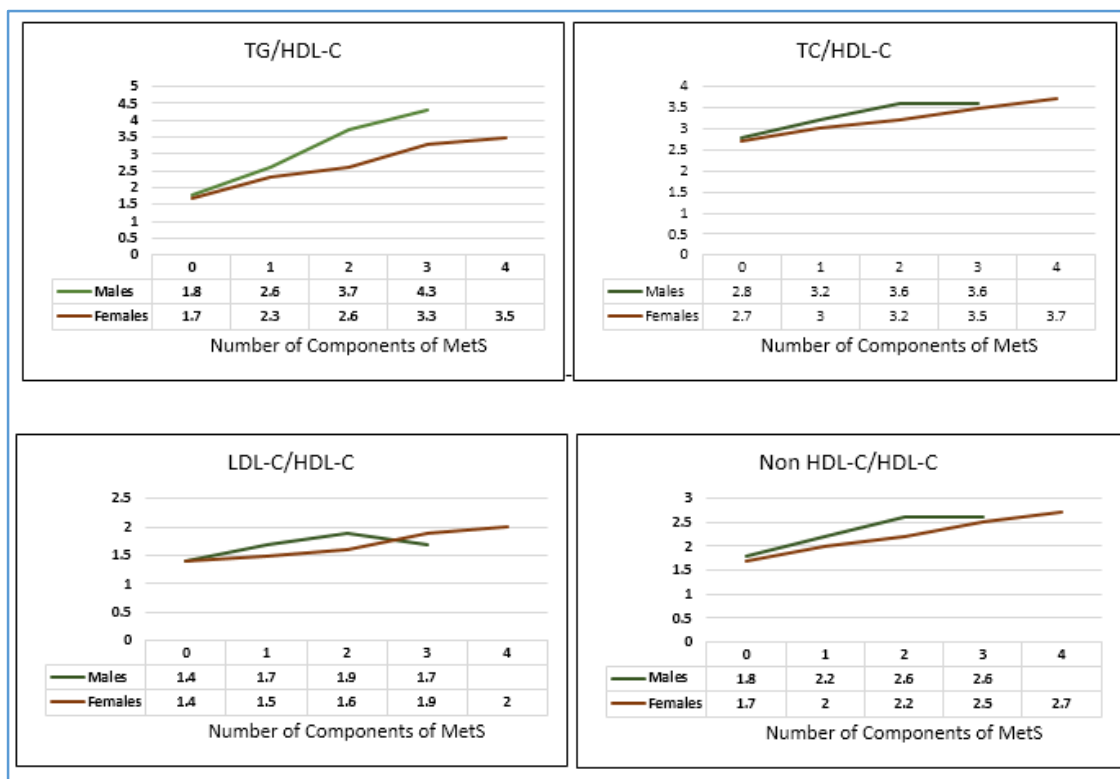 TG/HDL-C
5
4.5
4
3.5
3
2.5
2
1.5
1
0.5
0
0 1 2 3 4
Males 1.8 2.6 3.7 4.3
Females 1.7 2.3 2.6 3.3 3.5
Number of Components of MetS
TC/HDL-C
4
3.5
3
2.5
2
1.5
1
0.5
0
0 1 2 3 4
Males 2.8 3.2 3.6 3.6
Females 2.7 3 3.2 3.5 3.7
Number of Components of MetS
LDL-C/HDL-C
2.5
2
1.5
1
0.5
0
0 1 2 3 4
Males 1.4 1.7 1.9 1.7
Females 1.4 1.5 1.6 1.9 2
Number of Components of MetS
Non HDL-C/HDL-C
3
2.5
2
1.5
1
0.5
0
0 1 2 3 4
Males 1.8 2.2 2.6 2.6
Females 1.7 2 2.2 2.5 2.7
Number of Components of MetS